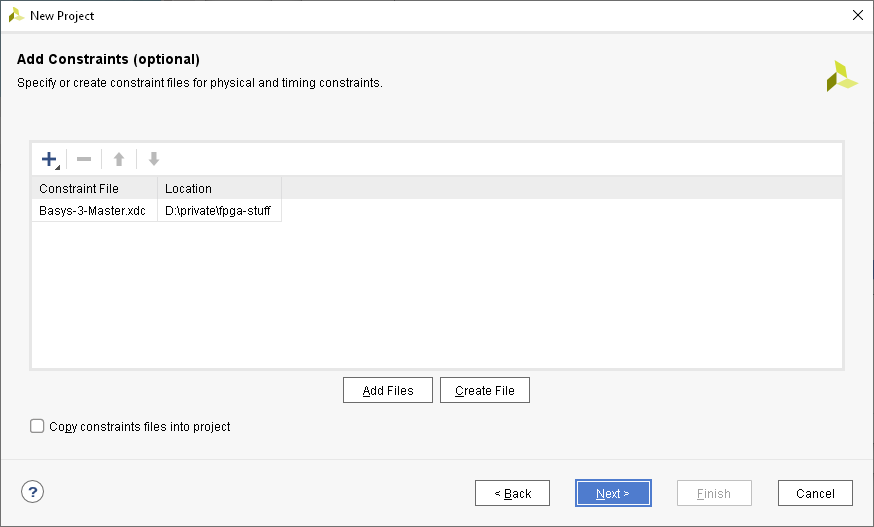 New Project
Add Constraints (optional)
Specify or create constraint files for physical and timing constraints.
Constraint File Location
Basys-3-Master.xdc D:\private\fpga-stuff
Add Files Create File
Copy constraints files into project
? < Back Next > Finish Cancel